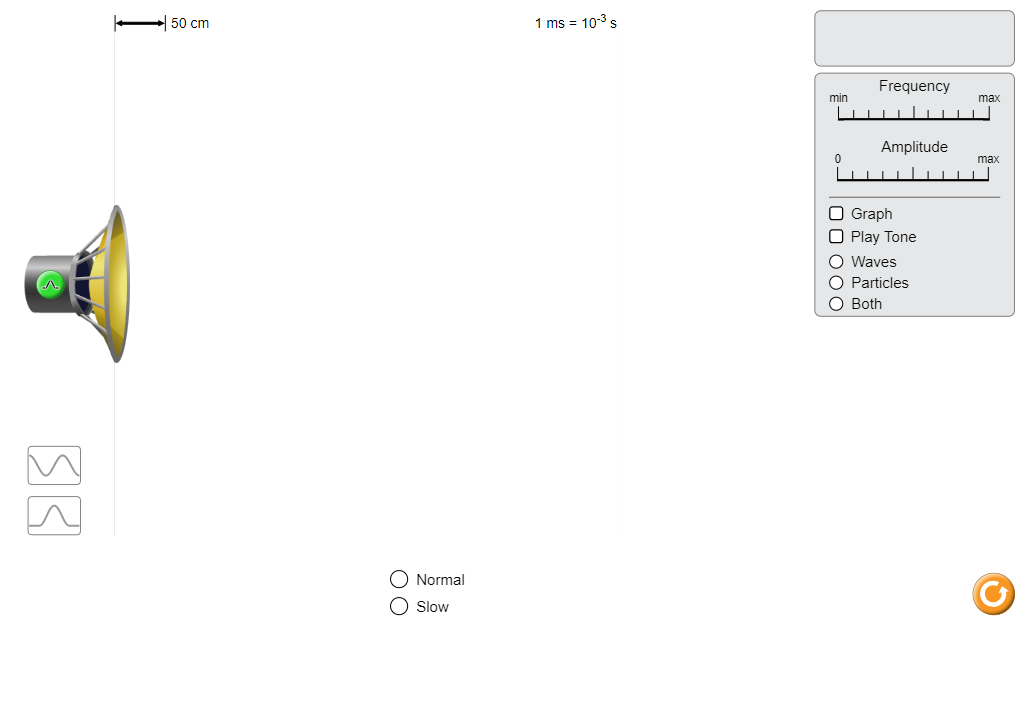 50 cm
1 ms = 10⁻³ s
Frequency
min max
Amplitude
0 max
Graph
Play Tone
Waves
Particles
Both
Normal
Slow